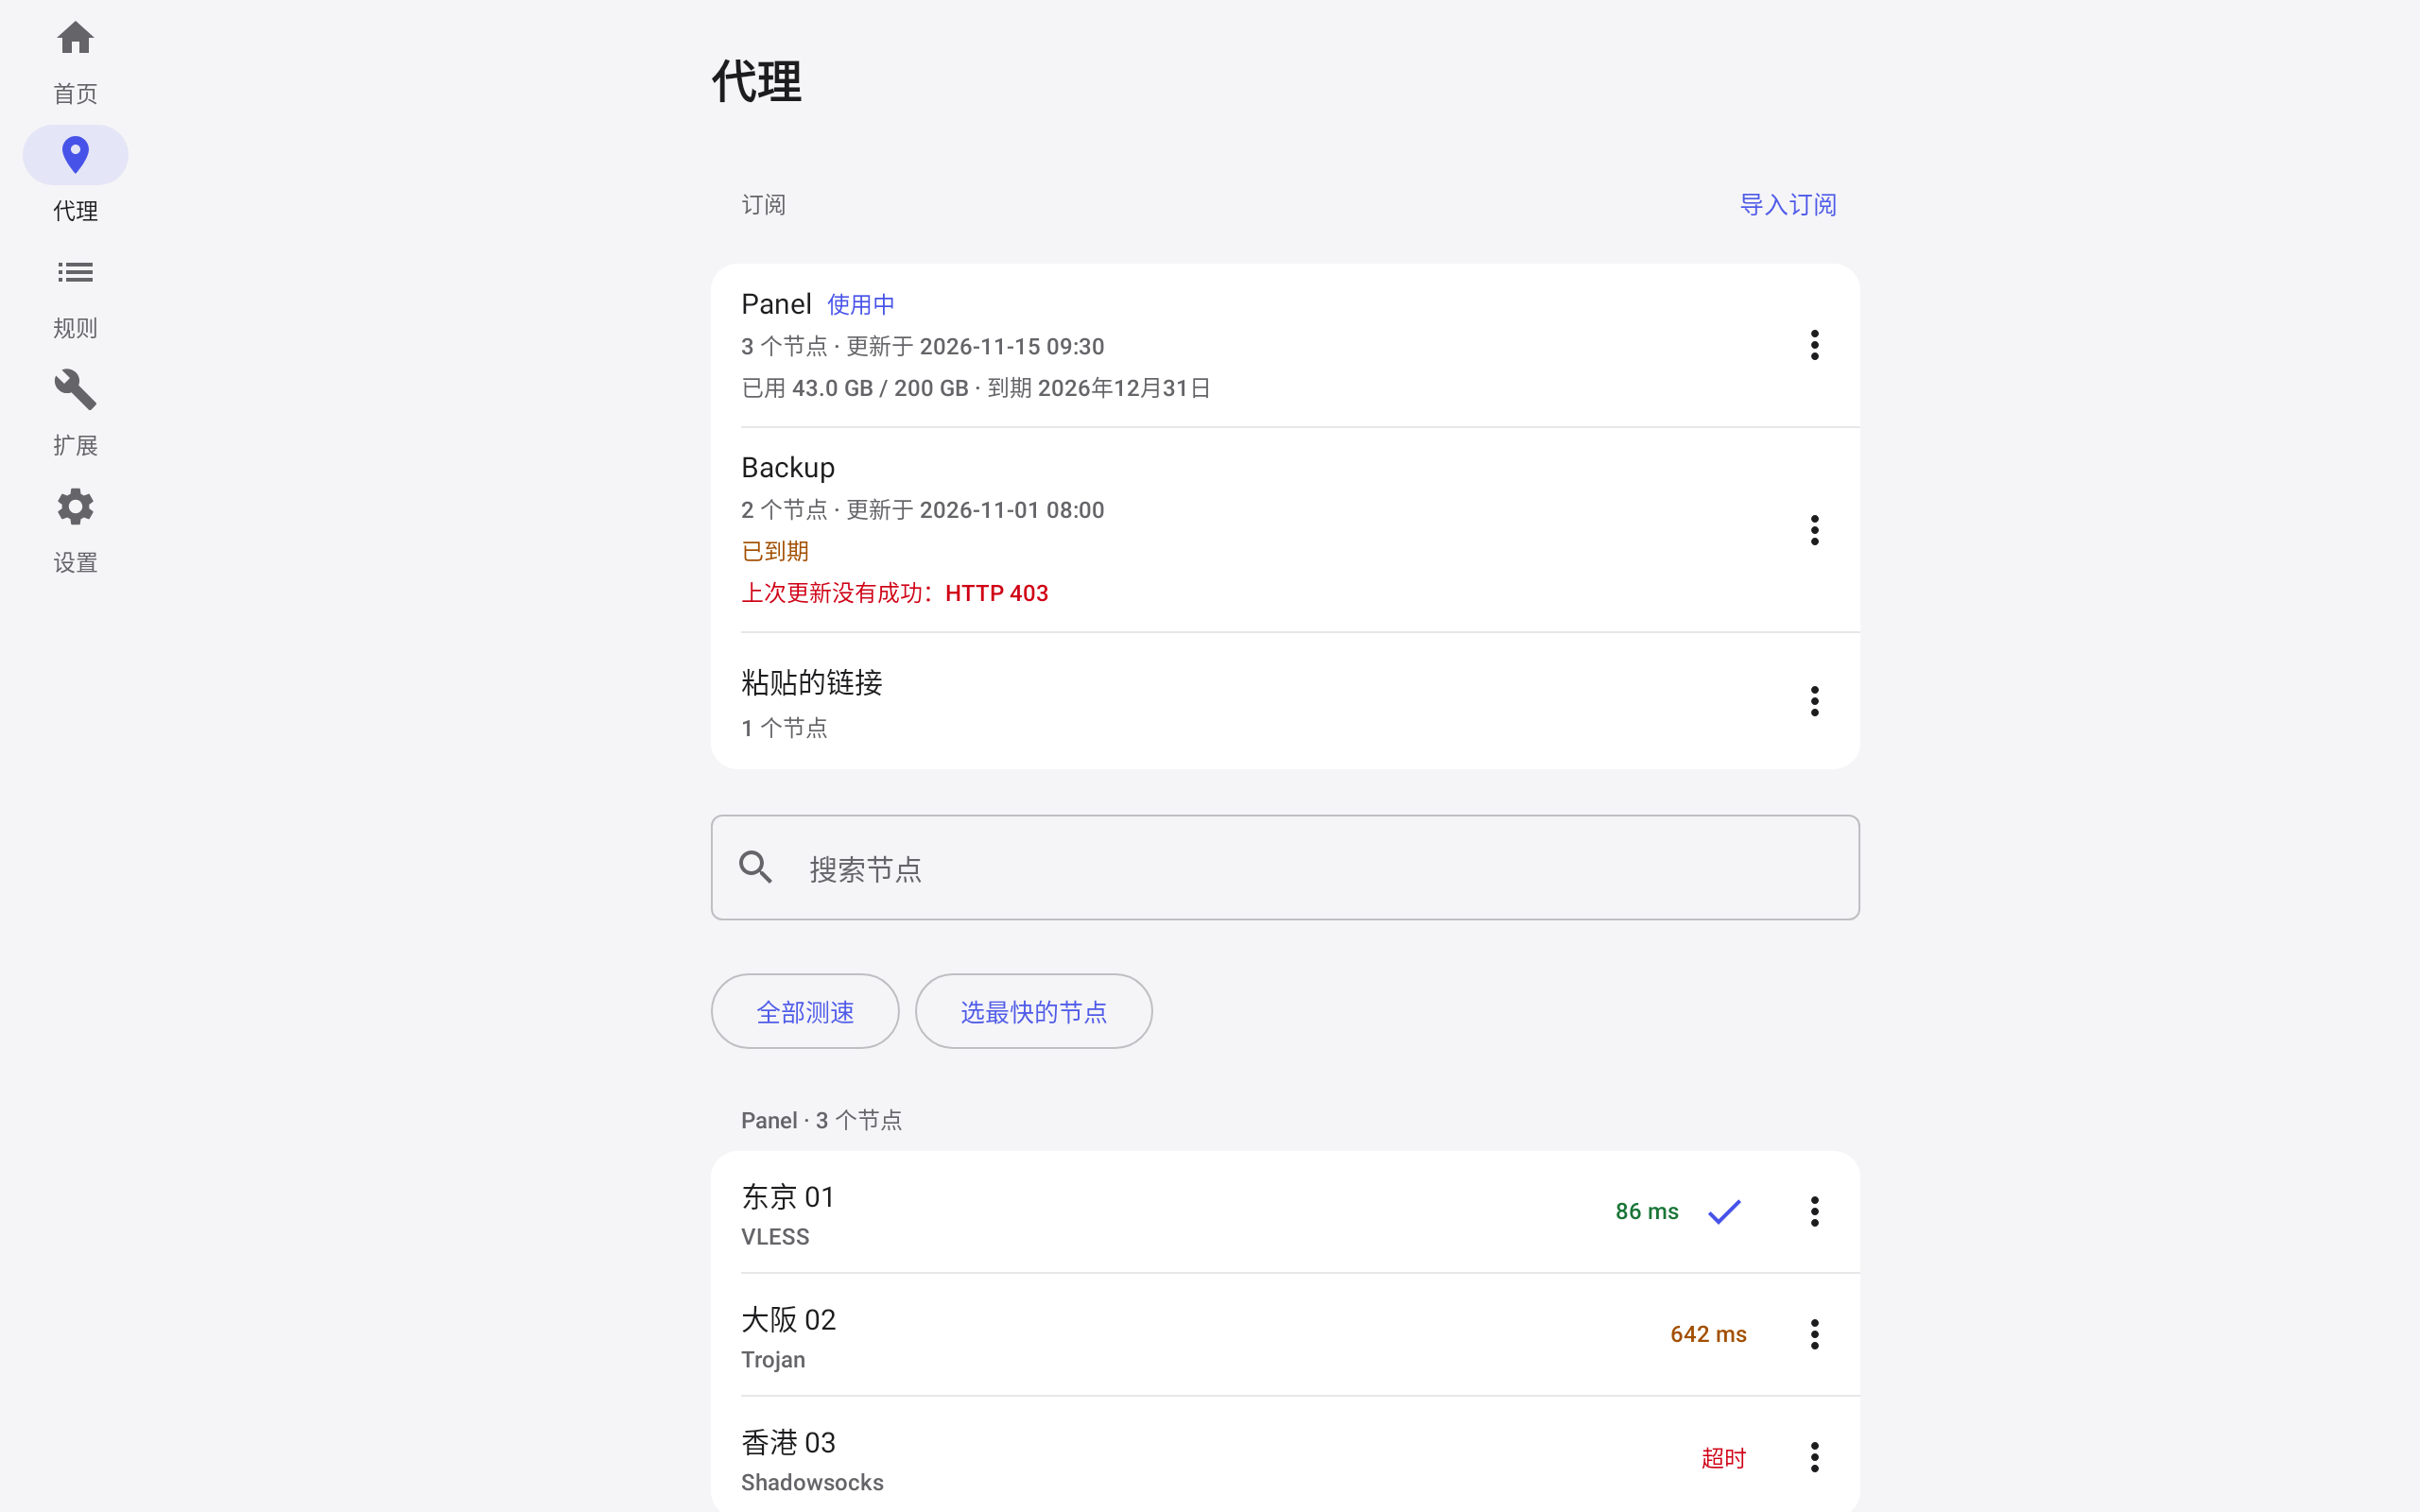 首页
代理
规则
扩展
设置
代理
订阅
导入订阅
Panel 使用中
3 个节点 · 更新于 2026-11-15 09:30
已用 43.0 GB / 200 GB · 到期 2026年12月31日
Backup
2 个节点 · 更新于 2026-11-01 08:00
已到期
上次更新没有成功：HTTP 403
粘贴的链接
1 个节点
搜索节点
全部测速
选最快的节点
Panel · 3 个节点
东京 01
VLESS
86 ms
大阪 02
Trojan
642 ms
香港 03
Shadowsocks
超时